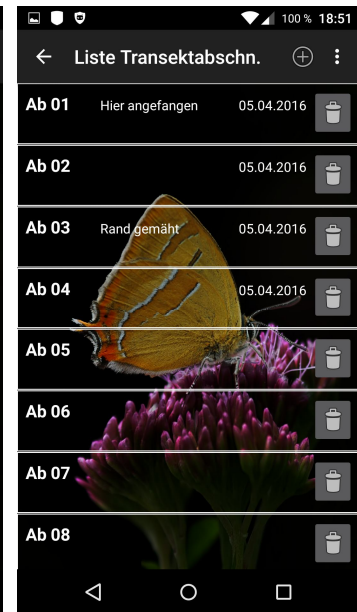 100 % 18:51
Liste Transektabschn.
Ab 01 Hier angefangen 05.04.2016
Ab 02 05.04.2016
Ab 03 Rand gemäht 05.04.2016
Ab 04 05.04.2016
Ab 05
Ab 06
Ab 07
Ab 08